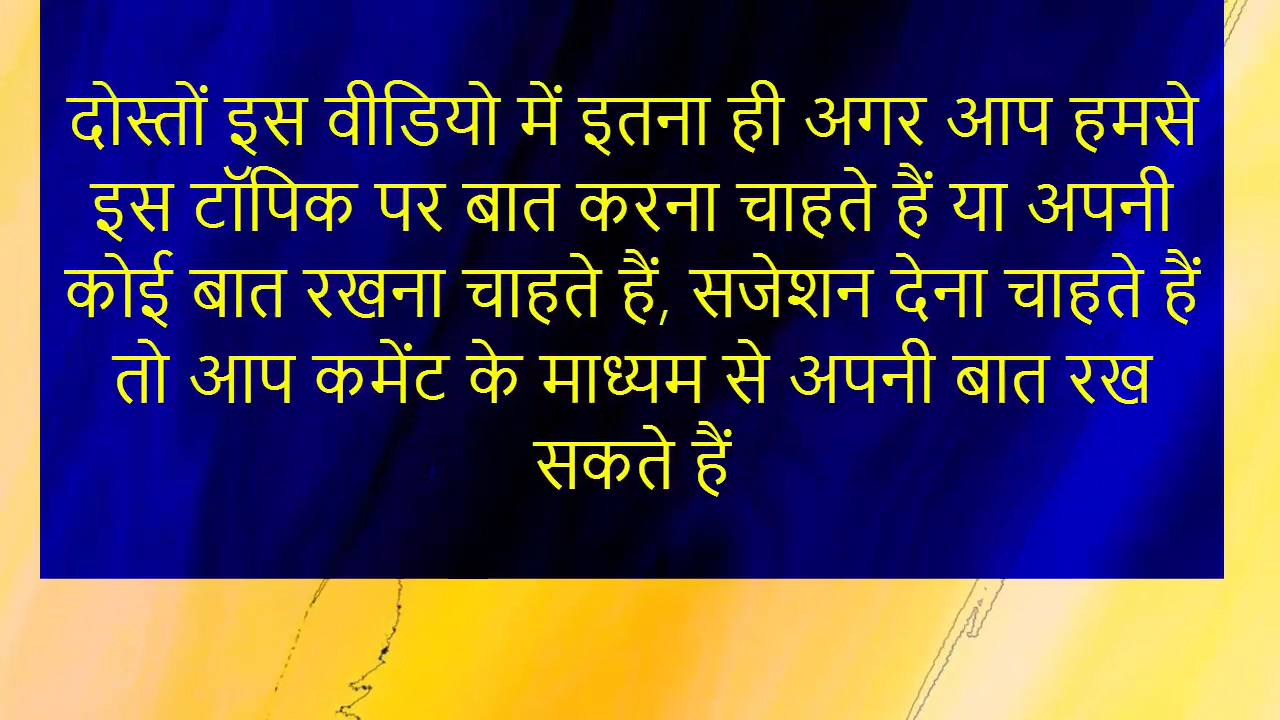 दोस्तों इस वीडियो में इतना ही अगर आप हमसे
इस टॉपिक पर बात करना चाहते हैं या अपनी
कोई बात रखना चाहते हैं, सजेशन देना चाहते हैं
तो आप कमेंट के माध्यम से अपनी बात रख
सकते हैं